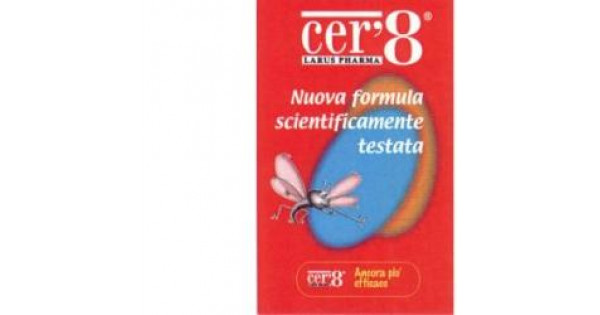 cer'8®
LARUS PHARMA
Nuova formula
scientificamente
testata
cer'8® Ancora piu'
efficace